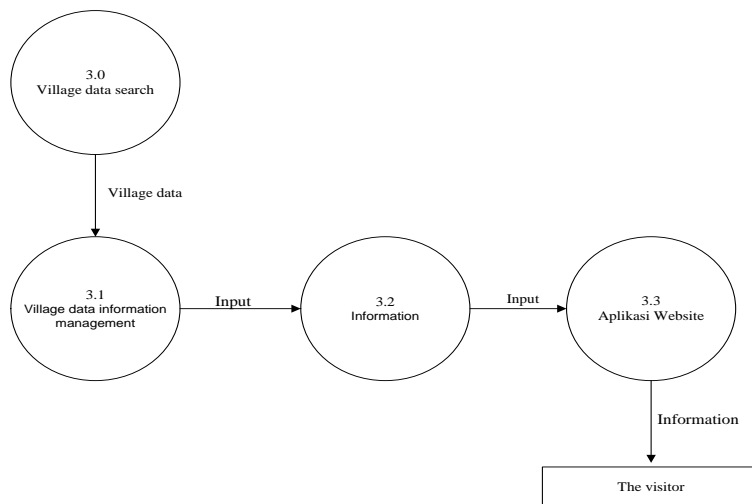 3.0
Village data search
Village data
3.1
Village data information
management
Input
3.2
Information
Input
3.3
Aplikasi Website
Information
The visitor